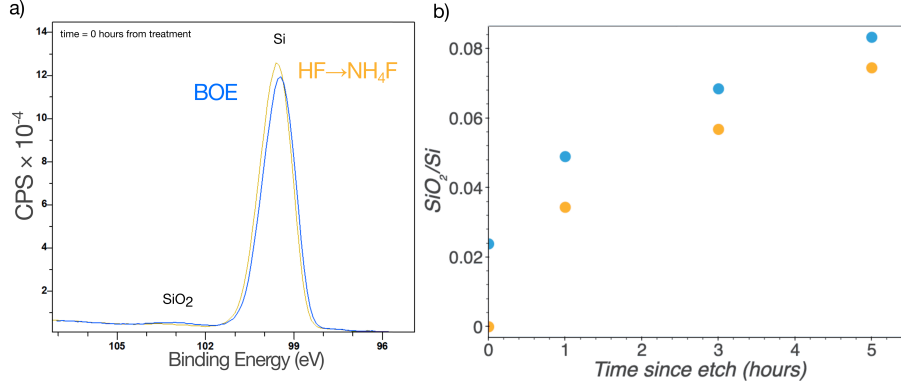 a)
time = 0 hours from treatment
Si
HF→NH₄F
BOE
SiO₂
14
12
10
8
6
4
2
CPS × 10⁻⁴
105
102
99
96
Binding Energy (eV)
b)
0.08
0.06
0.04
0.02
0
SiO₂/Si
0
1
2
3
4
5
Time since etch (hours)